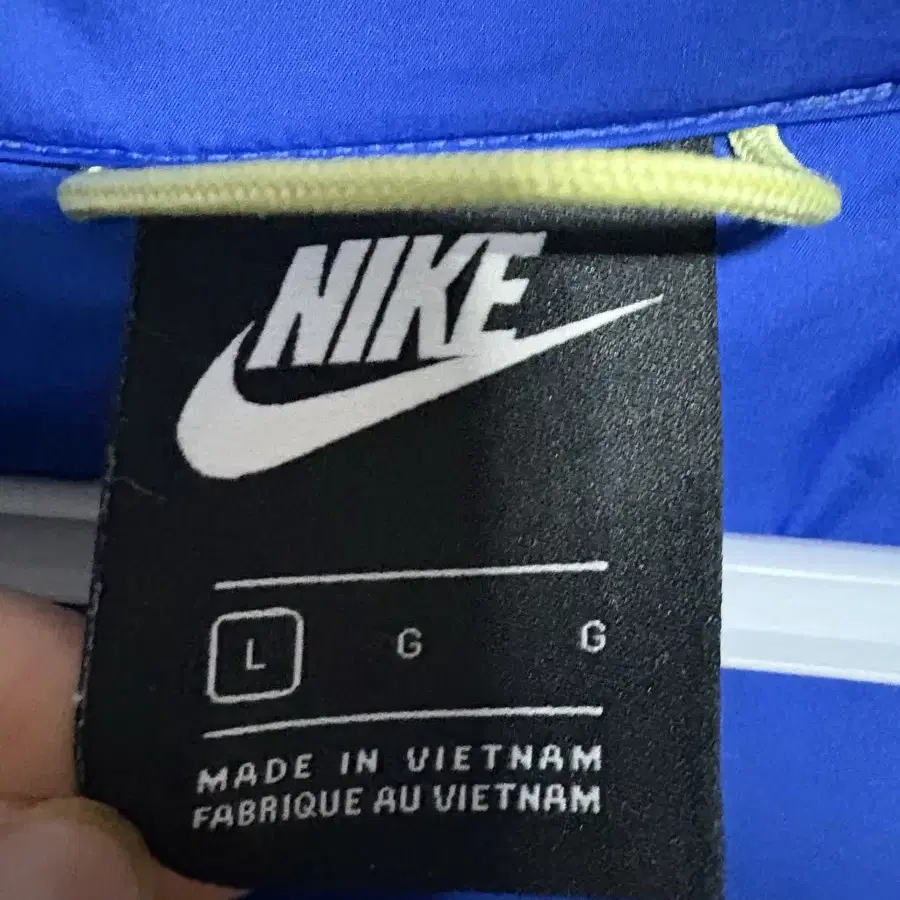 NIKE
L G G
MADE IN VIETNAM
FABRIQUE AU VIETNAM